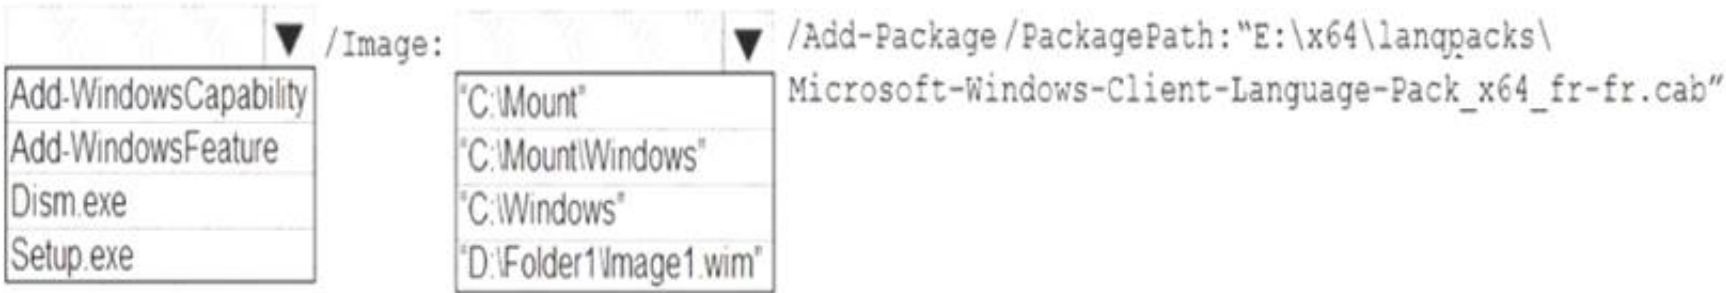 /Image:
/Add-Package /PackagePath:“E:\x64\langpacks\
Microsoft-Windows-Client-Language-Pack_x64_fr-fr.cab”
Add-WindowsCapability
Add-WindowsFeature
Dism.exe
Setup.exe
"C:\Mount"
"C:\Mount\Windows"
"C:\Windows"
"D:\Folder1\Image1.wim"